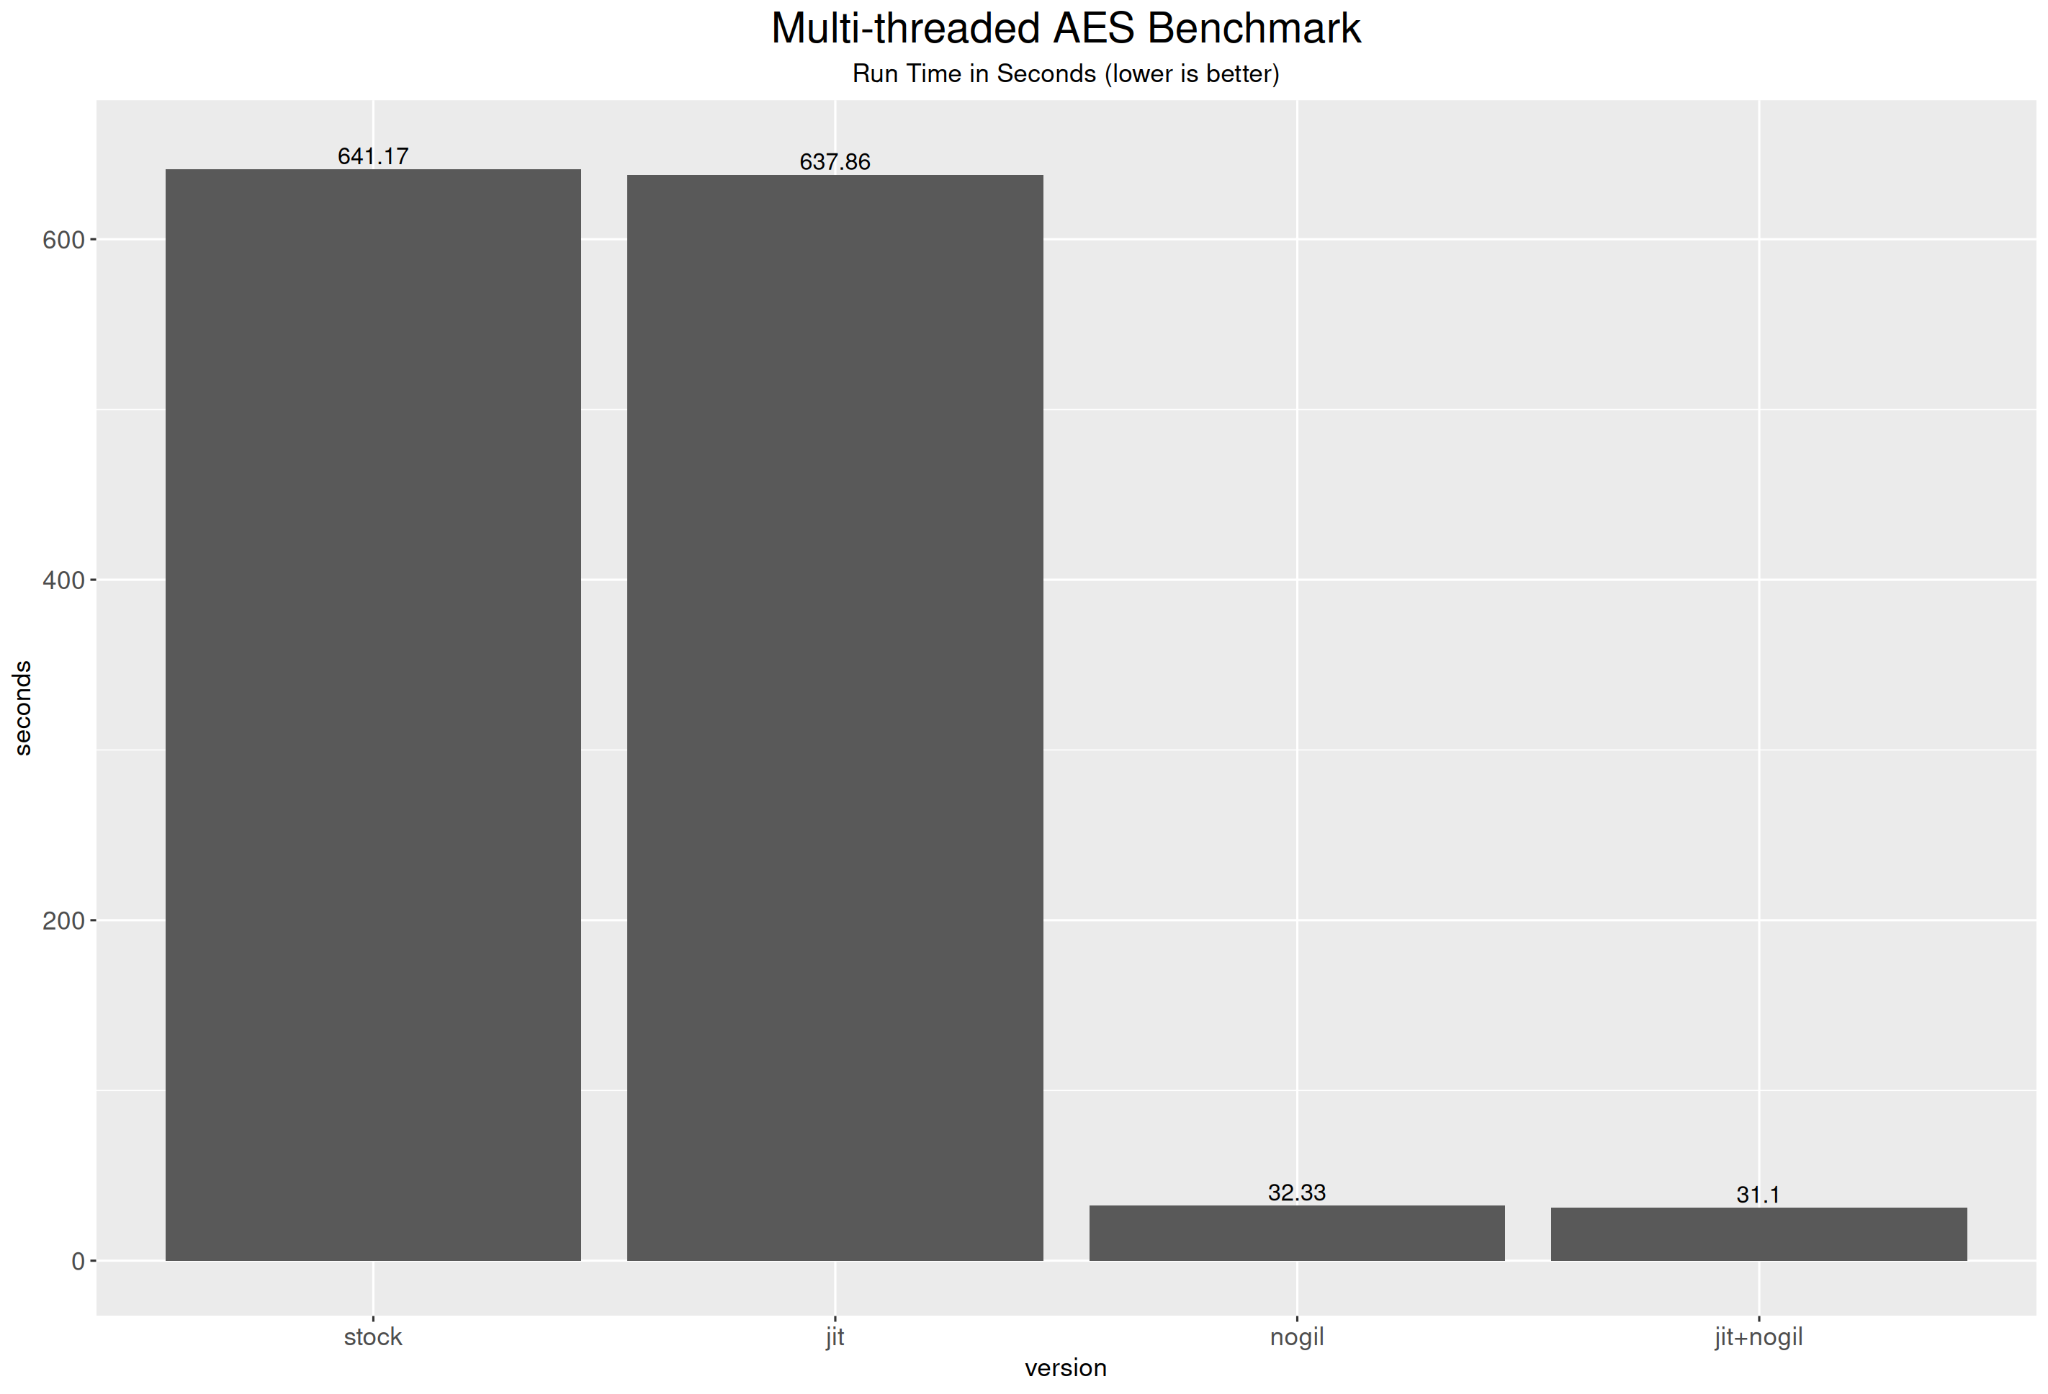 Multi-threaded AES Benchmark
Run Time in Seconds (lower is better)
641.17
637.86
32.33
31.1
600
400
200
0
seconds
stock
jit
nogil
jit+nogil
version